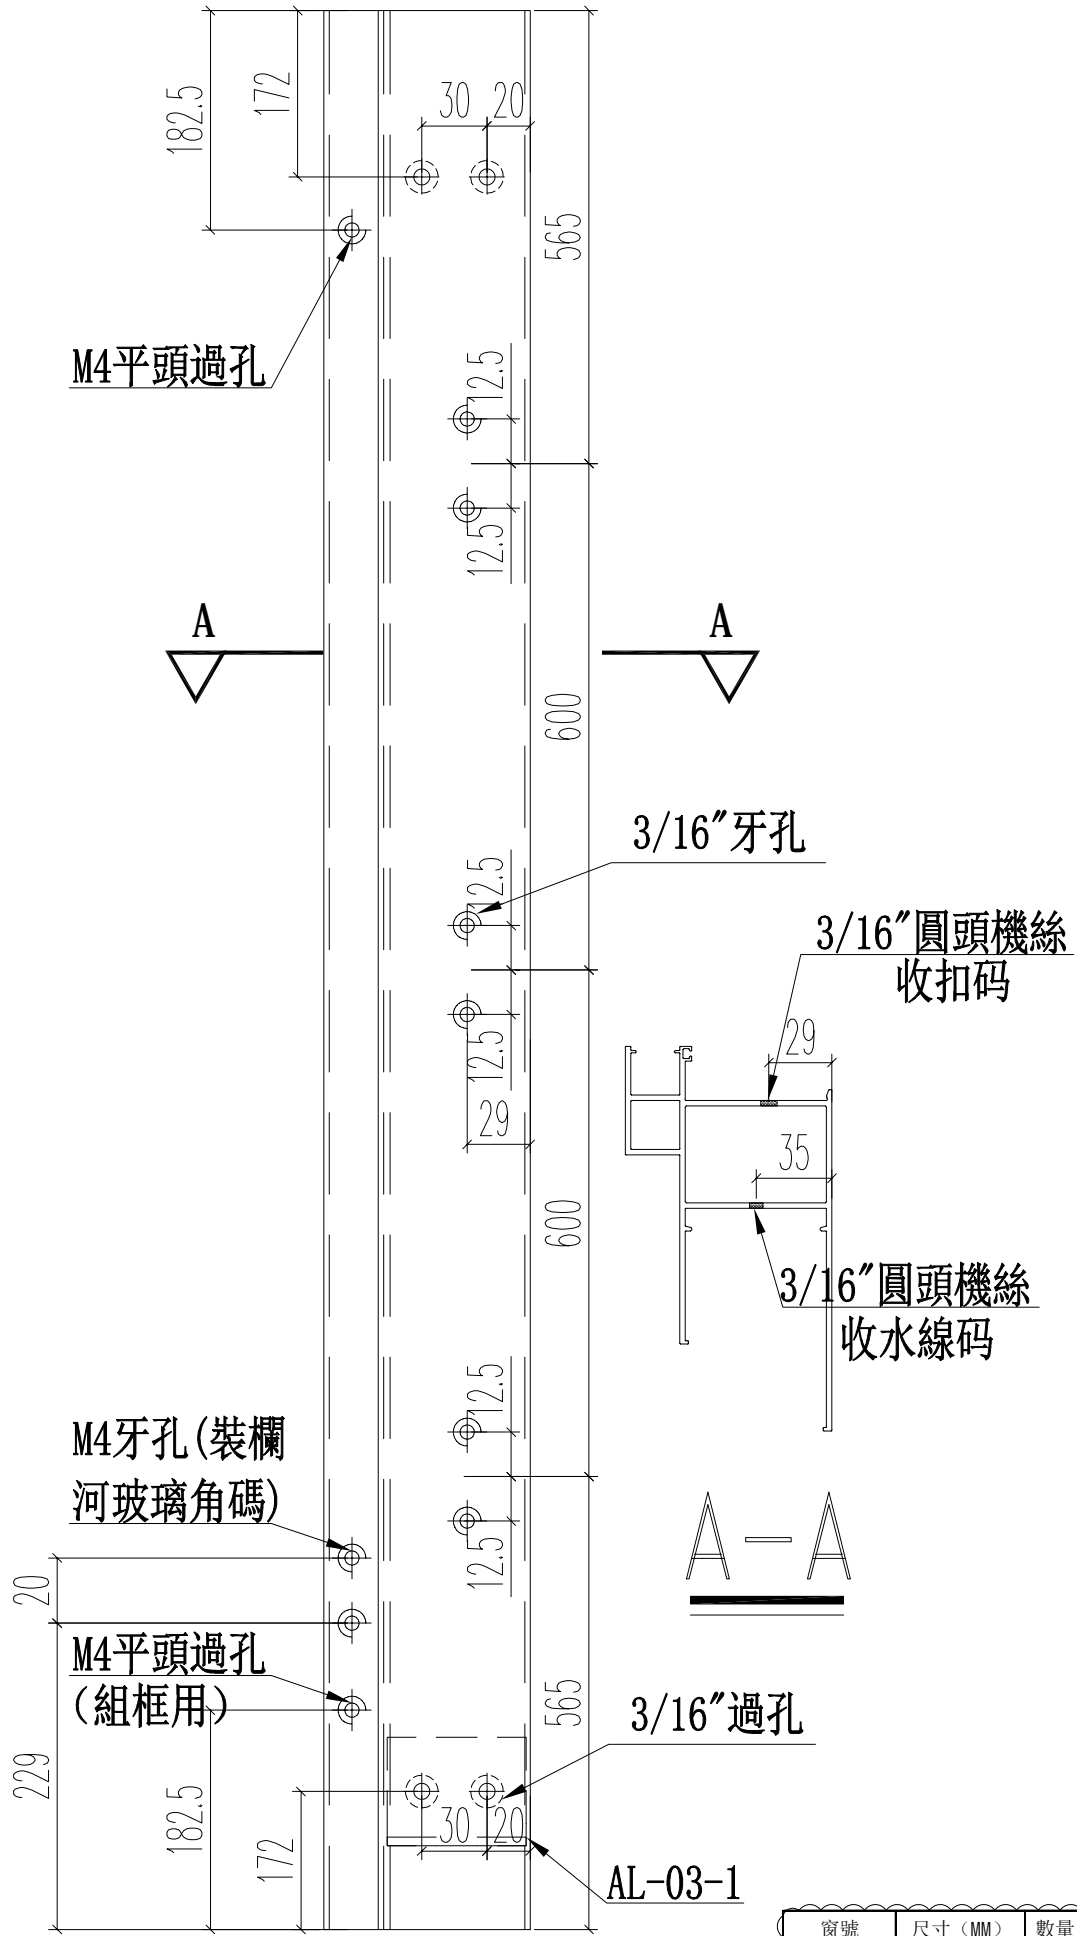 182.5
172
30
20
565
M4平頭過孔
12.5
12.5
A
A
600
3/16"牙孔
12.5
3/16"圓頭機絲
收扣码
12.5
29
29
35
600
3/16"圓頭機絲
收水線码
12.5
M4牙孔(裝欄
河玻璃角碼)
12.5
A-A
20
M4平頭過孔
(組框用)
565
3/16"過孔
229
182.5
172
30
20
AL-03-1
窗號 尺寸(MM) 數量